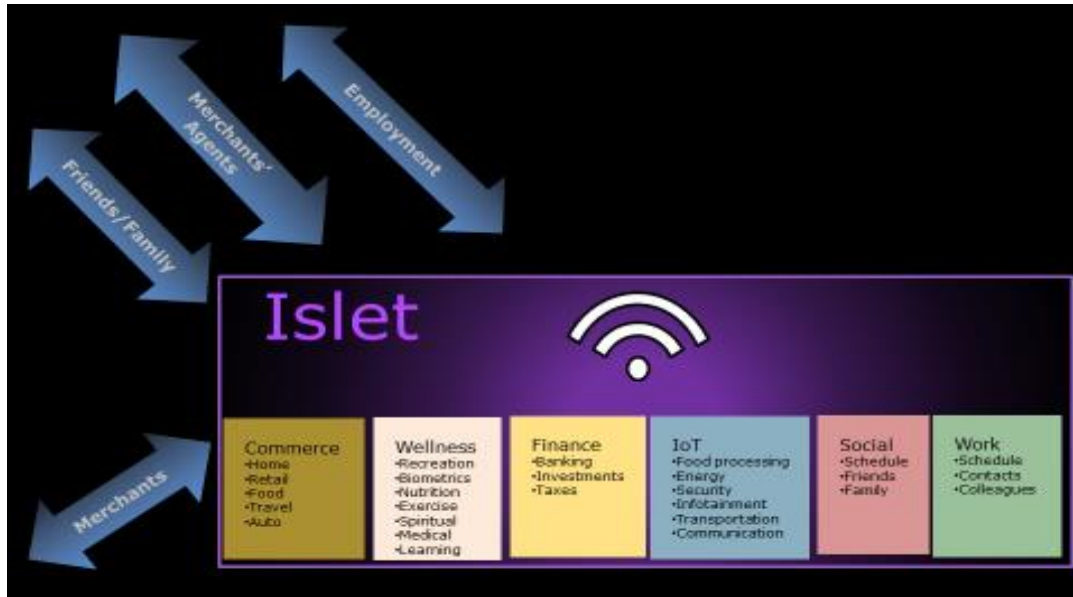 Employment
Merchants'
Agents
Friends/Family
Islet
Merchants
Commerce
•Home
•Retail
•Food
•Travel
•Auto
Wellness
•Recreation
•Biometrics
•Nutrition
•Exercise
•Spiritual
•Medical
•Learning
Finance
•Banking
•Investments
•Taxes
IoT
•Food processing
•Energy
•Security
•Infotainment
•Transportation
•Communication
Social
•Schedule
•Friends
•Family
Work
•Schedule
•Contacts
•Colleagues